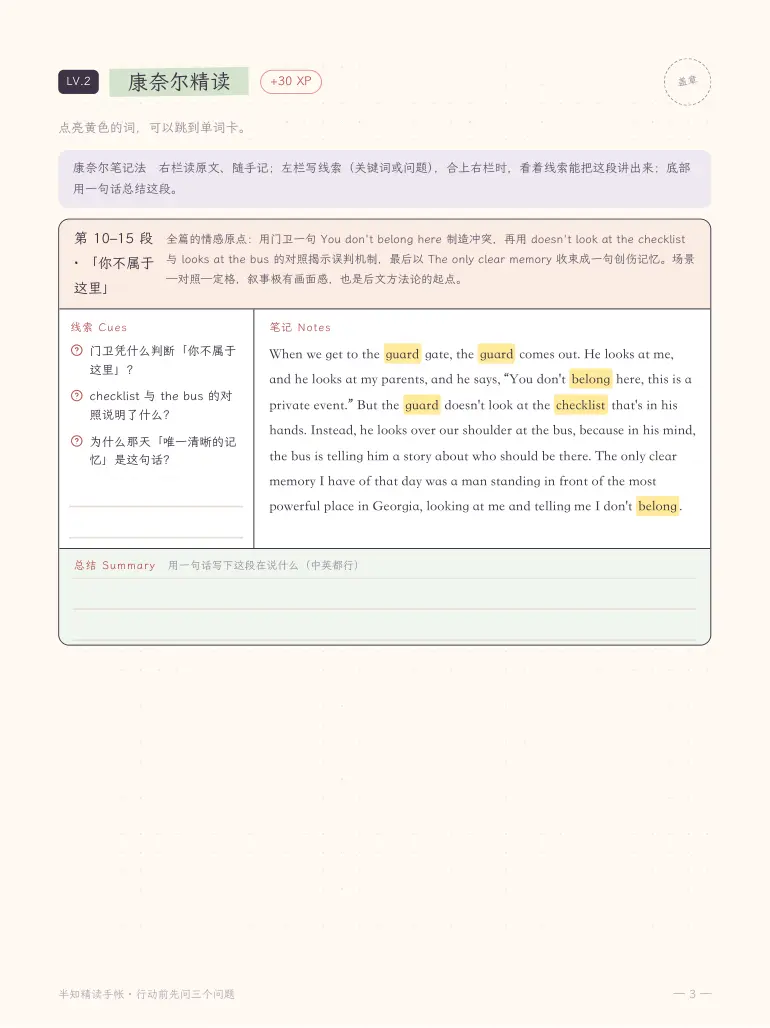 LV.2 康奈尔精读 +30 XP 盖章
点亮黄色的词，可以跳到单词卡。
康奈尔笔记法 右栏读原文、随手记；左栏写线索（关键词或问题），合上右栏时，看着线索能把这段讲出来；底部
用一句话总结这段。
第 10–15 段
·「你不属于
这里」
全篇的情感原点：用门卫一句 You don't belong here 制造冲突，再用 doesn't look at the checklist
与 looks at the bus 的对照揭示误判机制，最后以 The only clear memory 收束成一句创伤记忆。场景
—对照—定格，叙事极有画面感，也是后文方法论的起点。
线索 Cues
门卫凭什么判断「你不属于
这里」？
checklist 与 the bus 的对
照说明了什么？
为什么那天「唯一清晰的记
忆」是这句话？
笔记 Notes
When we get to the guard gate, the guard comes out. He looks at me,
and he looks at my parents, and he says, “You don't belong here, this is a
private event.” But the guard doesn't look at the checklist that's in his
hands. Instead, he looks over our shoulder at the bus, because in his mind,
the bus is telling him a story about who should be there. The only clear
memory I have of that day was a man standing in front of the most
powerful place in Georgia, looking at me and telling me I don't belong.
总结 Summary 用一句话写下这段在说什么（中英都行）
半知精读手帐·行动前先问三个问题 — 3 —